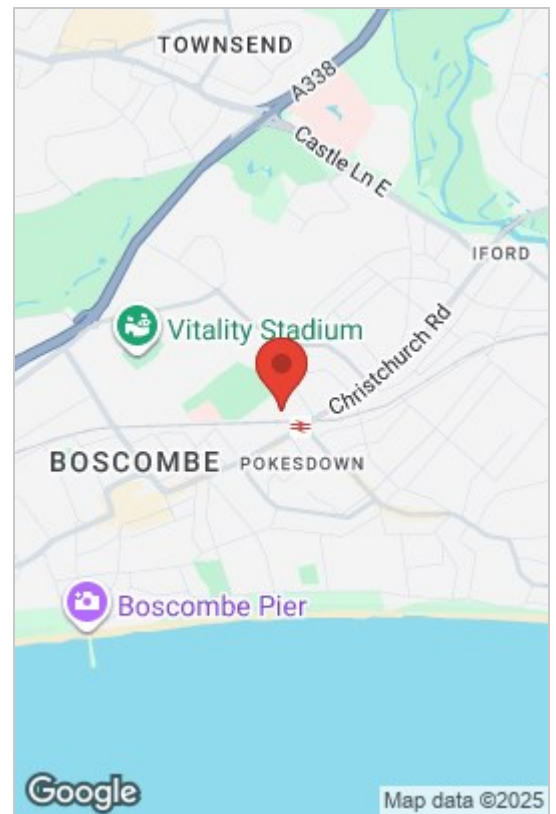 TOWNSEND
A338
Castle Ln E
IFORD
Vitality Stadium
Christchurch Rd
BOSCOMBE
POKESDOWN
Boscombe Pier
Google
Map data ©2025